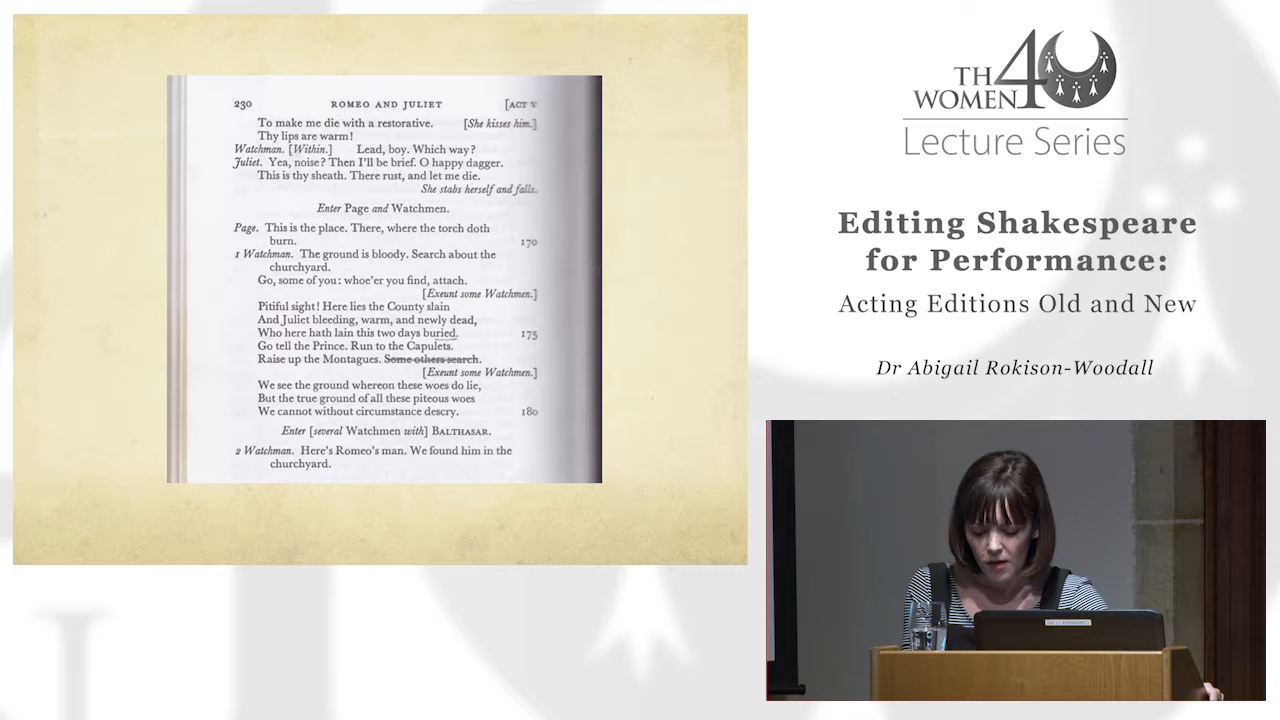 230 ROMEO AND JULIET [ACT V
To make me die with a restorative. [She kisses him.]
Thy lips are warm!
Watchman. [Within.] Lead, boy. Which way?
Juliet. Yea, noise? Then I'll be brief. O happy dagger.
This is thy sheath. There rust, and let me die.
She stabs herself and falls.
Enter Page and Watchmen.
Page. This is the place. There, where the torch doth
burn. 170
1 Watchman. The ground is bloody. Search about the
churchyard.
Go, some of you: whoe'er you find, attach.
[Exeunt some Watchmen.]
Pitiful sight! Here lies the County slain
And Juliet bleeding, warm, and newly dead,
Who here hath lain this two days buried. 175
Go tell the Prince. Run to the Capulets.
Raise up the Montagues. Some others search.
[Exeunt some Watchmen.]
We see the ground whereon these woes do lie,
But the true ground of all these piteous woes
We cannot without circumstance descry. 180
Enter [several Watchmen with] BALTHASAR.
2 Watchman. Here's Romeo's man. We found him in the
churchyard.
TH 40
WOMEN
Lecture Series
Editing Shakespeare
for Performance:
Acting Editions Old and New
Dr Abigail Rokison-Woodall